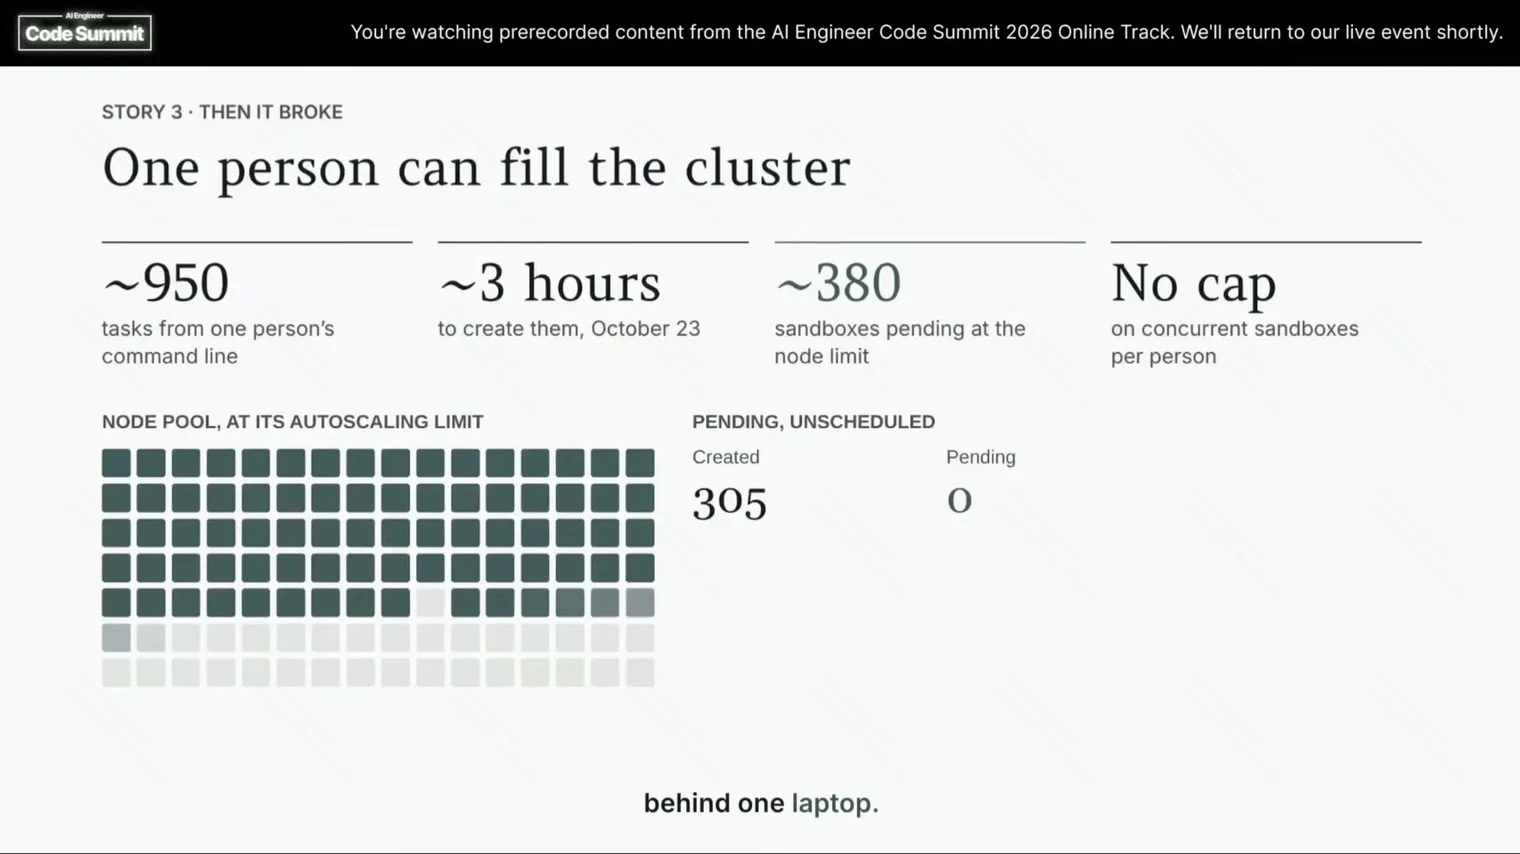 AI Engineer
Code Summit
You're watching prerecorded content from the AI Engineer Code Summit 2026 Online Track. We'll return to our live event shortly.
STORY 3 · THEN IT BROKE
One person can fill the cluster
~950
tasks from one person’s
command line
~3 hours
to create them, October 23
~380
sandboxes pending at the
node limit
No cap
on concurrent sandboxes
per person
NODE POOL, AT ITS AUTOSCALING LIMIT
PENDING, UNSCHEDULED
Created
Pending
305
0
behind one laptop.